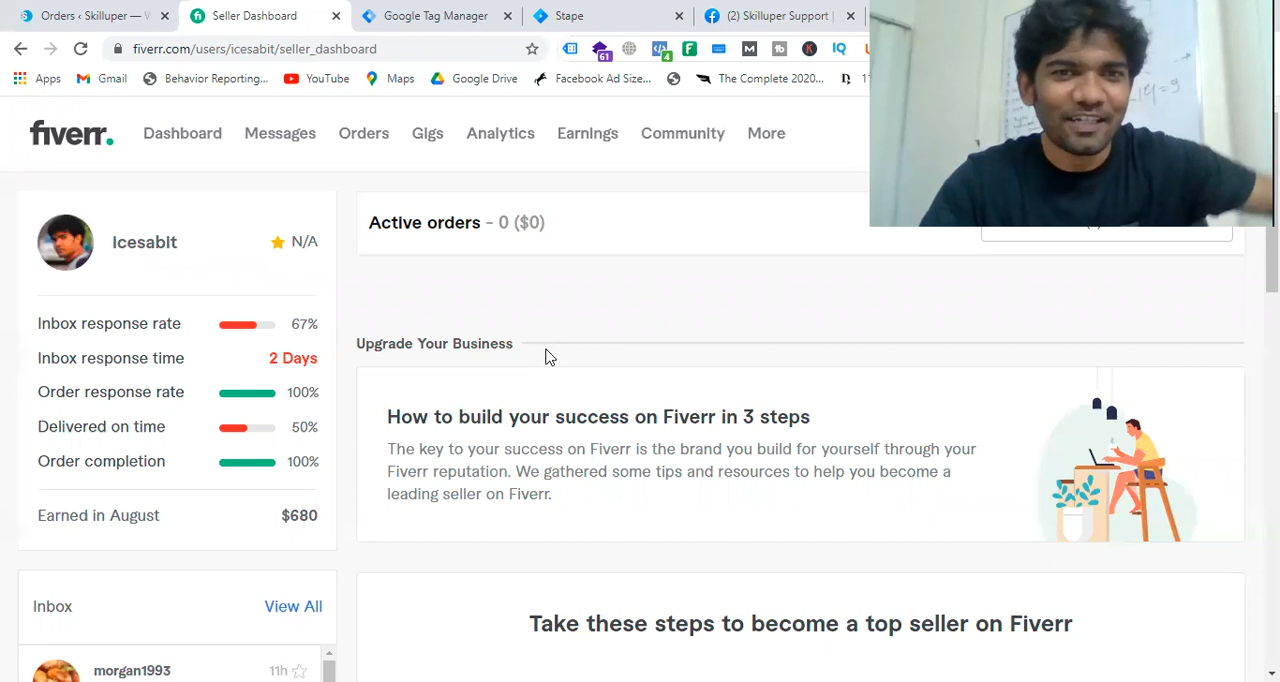 Orders ‹ Skilluper — W
Seller Dashboard
Google Tag Manager
Stape
(2) Skilluper Support |
fiverr.com/users/icesabit/seller_dashboard
61
4
F
M
tb
K
IQ
Apps
Gmail
Behavior Reporting...
YouTube
Maps
Google Drive
Facebook Ad Size...
The Complete 2020...
fiverr.
Dashboard
Messages
Orders
Gigs
Analytics
Earnings
Community
More
Icesabit
N/A
Inbox response rate
67%
Inbox response time
2 Days
Order response rate
100%
Delivered on time
50%
Order completion
100%
Earned in August
$680
Inbox
View All
morgan1993
11h
Active orders - 0 ($0)
Upgrade Your Business
How to build your success on Fiverr in 3 steps
The key to your success on Fiverr is the brand you build for yourself through your
Fiverr reputation. We gathered some tips and resources to help you become a
leading seller on Fiverr.
Take these steps to become a top seller on Fiverr